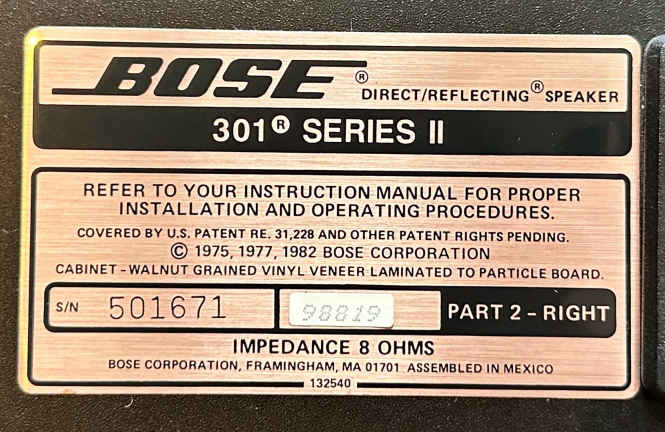 BOSE®
DIRECT/REFLECTING® SPEAKER
301® SERIES II
REFER TO YOUR INSTRUCTION MANUAL FOR PROPER
INSTALLATION AND OPERATING PROCEDURES.
COVERED BY U.S. PATENT RE. 31,228 AND OTHER PATENT RIGHTS PENDING.
© 1975, 1977, 1982 BOSE CORPORATION
CABINET - WALNUT GRAINED VINYL VENEER LAMINATED TO PARTICLE BOARD.
S/N 501671 98819 PART 2 - RIGHT
IMPEDANCE 8 OHMS
BOSE CORPORATION, FRAMINGHAM, MA 01701 ASSEMBLED IN MEXICO
132540